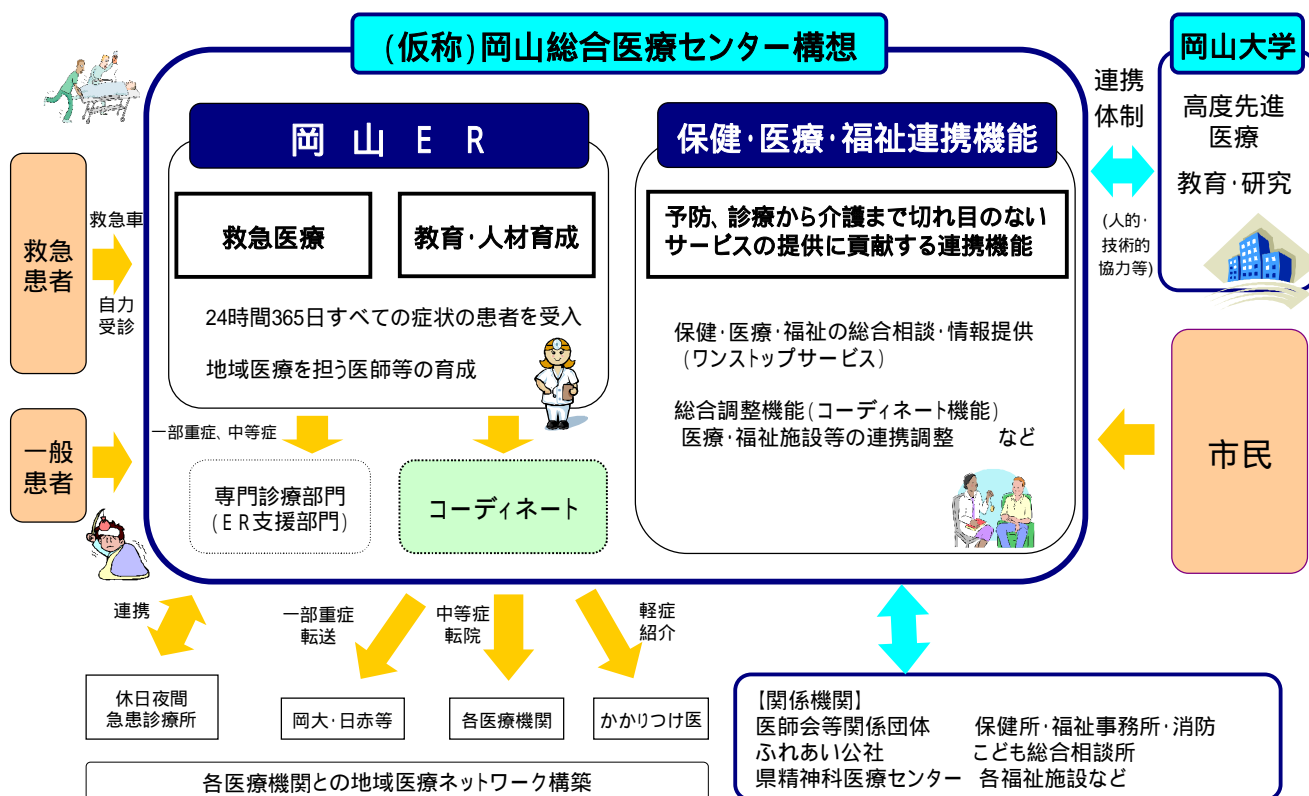 (仮称)岡山総合医療センター構想
岡山大学
高度先進
医療
教育・研究
連携
体制
(人的・
技術的
協力等)
岡山ER
保健・医療・福祉連携機能
救急医療
教育・人材育成
24時間365日すべての症状の患者を受入
地域医療を担う医師等の育成
予防、診療から介護まで切れ目のない
サービスの提供に貢献する連携機能
保健・医療・福祉の総合相談・情報提供
(ワンストップサービス)
総合調整機能(コーディネート機能)
医療・福祉施設等の連携調整 など
救急
患者
救急車
自力
受診
一般
患者
一部重症、中等症
専門診療部門
(ER支援部門)
コーディネート
市民
連携
一部重症
転送
中等症
転院
軽症
紹介
休日夜間
急患診療所
岡大・日赤等
各医療機関
かかりつけ医
各医療機関との地域医療ネットワーク構築
【関係機関】
医師会等関係団体 保健所・福祉事務所・消防
ふれあい公社 こども総合相談所
県精神科医療センター 各福祉施設など